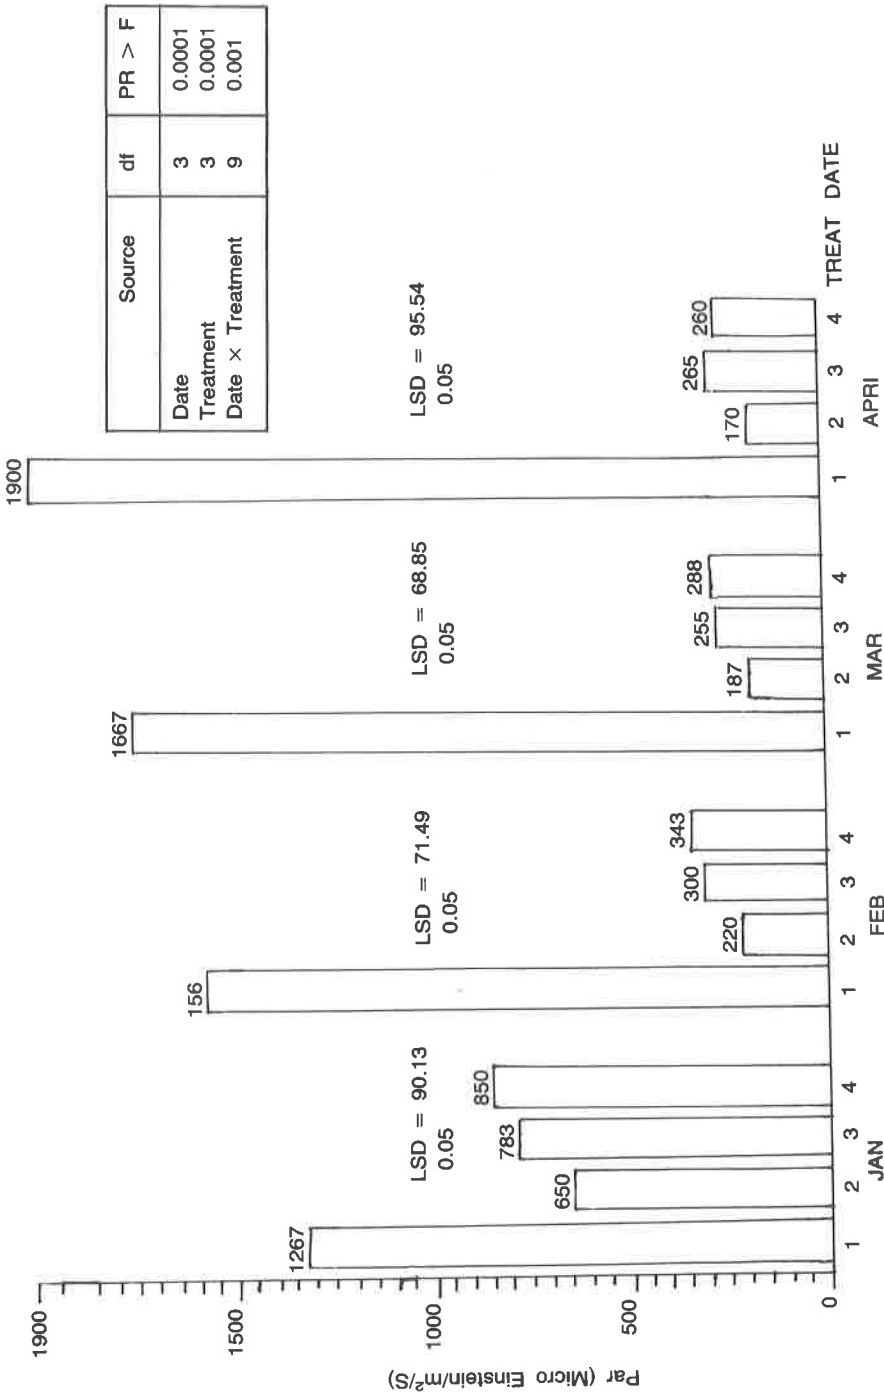 Source df PR > F
Date 3 0.0001
Treatment 3 0.0001
Date × Treatment 9 0.001
Par (Micro Einstein/m²/S)
1900
1500
1000
500
0
LSD = 90.13
0.05
LSD = 71.49
0.05
LSD = 68.85
0.05
LSD = 95.54
0.05
1267 650 783 850
156 220 300 343
1667 187 255 288
1900 170 265 260
1 2 3 4 1 2 3 4 1 2 3 4 1 2 3 4 TREAT DATE
JAN FEB MAR APRI